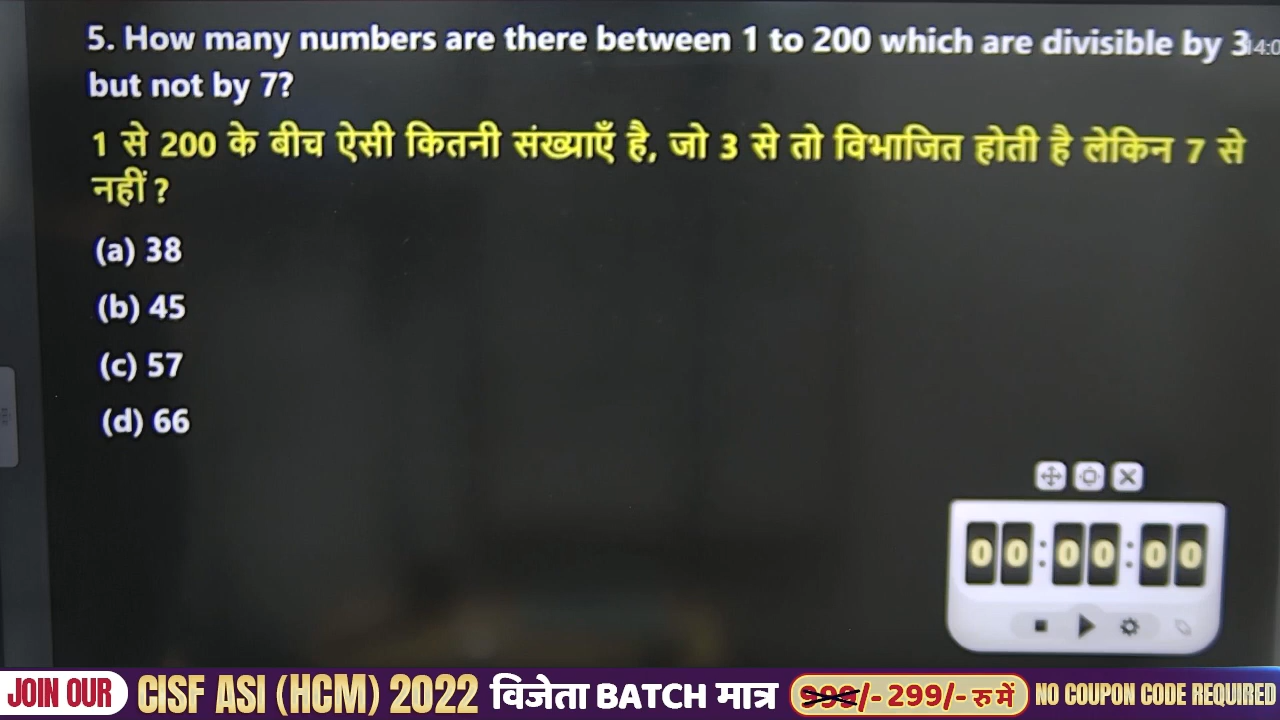 5. How many numbers are there between 1 to 200 which are divisible by 3
14:0
but not by 7?
1 से 200 के बीच ऐसी कितनी संख्याएँ है, जो 3 से तो विभाजित होती है लेकिन 7 से
नहीं ?
(a) 38
(b) 45
(c) 57
(d) 66
00:00:00
JOIN OUR CISF ASI (HCM) 2022 विजेता BATCH मात्र 999/- 299/- रु में NO COUPON CODE REQUIRED